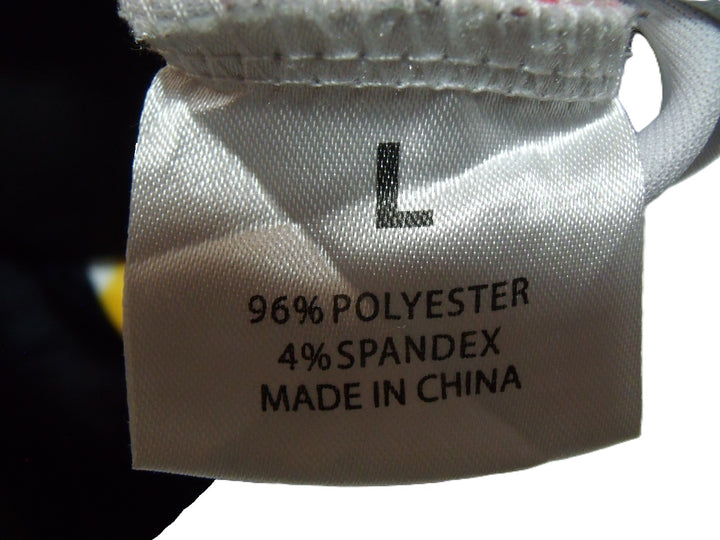 L
96% POLYESTER
4% SPANDEX
MADE IN CHINA